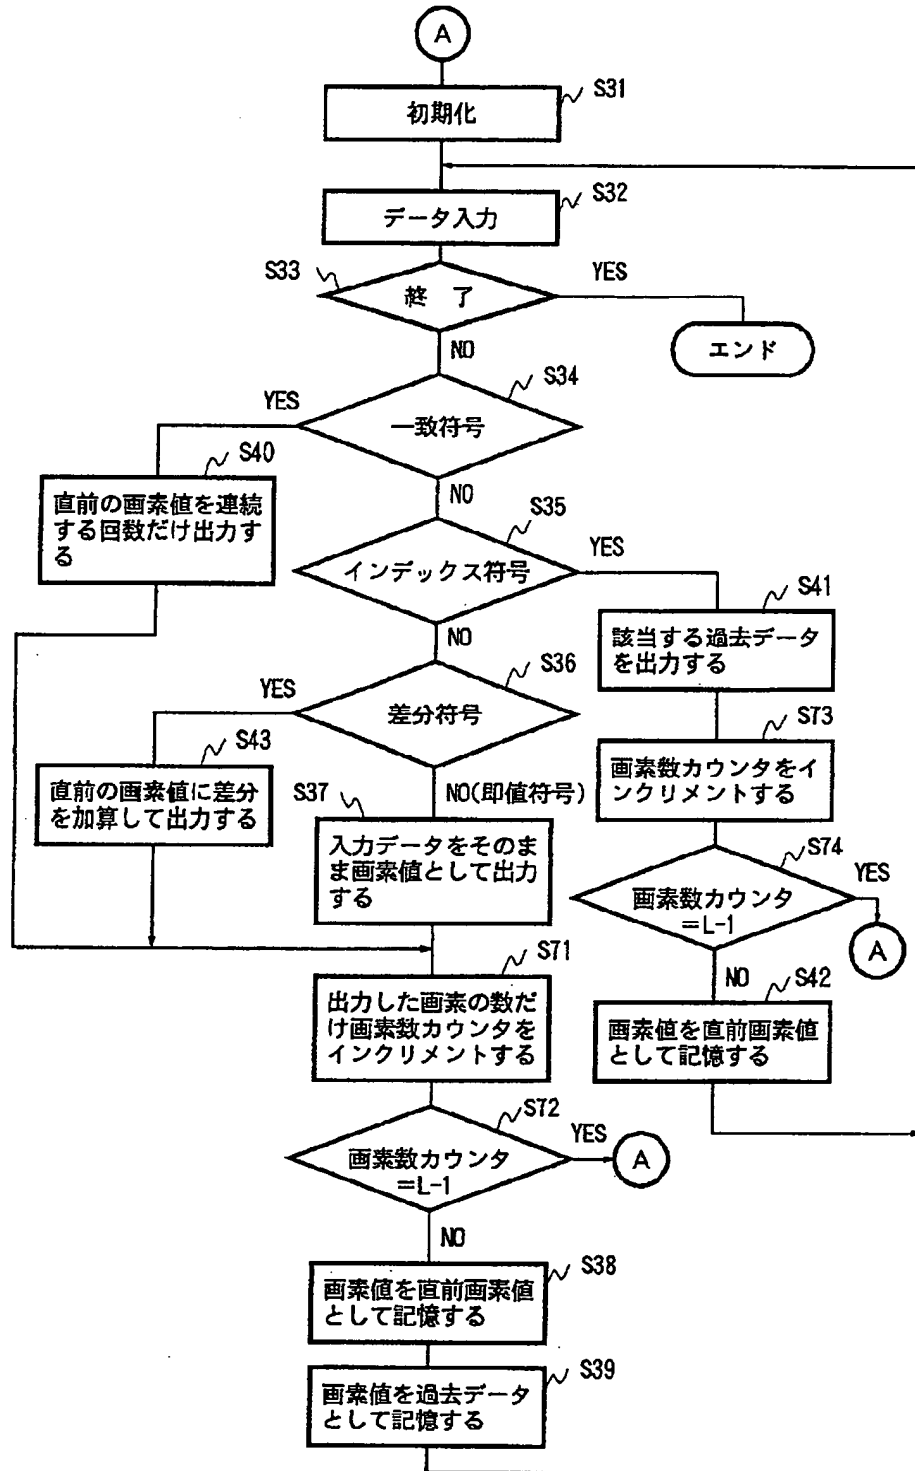 A
S31
初期化
S32
データ入力
S33
終 了
YES
エンド
NO
S34
YES
一致符号
S40
直前の画素値を連続
する回数だけ出力す
る
NO
S35
インデックス符号
YES
S41
該当する過去データ
を出力する
NO
S36
YES
差分符号
S73
画素数カウンタをイ
ンクリメントする
S43
直前の画素値に差分
を加算して出力する
NO(即値符号)
S37
入力データをそのま
ま画素値として出力
する
S74
画素数カウンタ
=L-1
YES
A
NO
S42
画素値を直前画素値
として記憶する
S71
出力した画素の数だ
け画素数カウンタを
インクリメントする
S72
画素数カウンタ
=L-1
YES
A
NO
S38
画素値を直前画素値
として記憶する
S39
画素値を過去データ
として記憶する